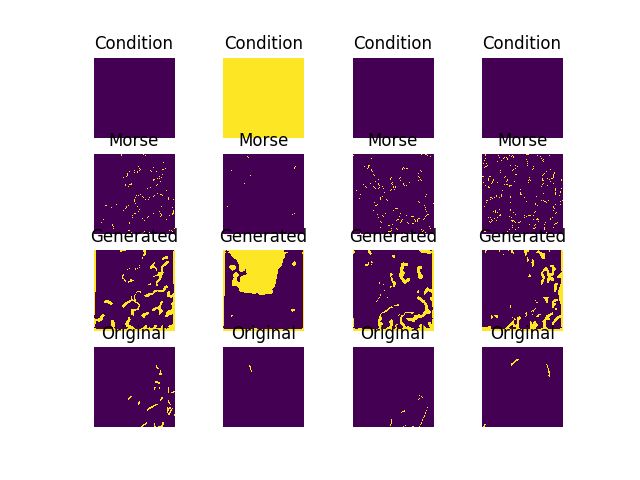 Condition Condition Condition Condition
Morse Morse Morse Morse
Generated Generated Generated Generated
Original Original Original Original